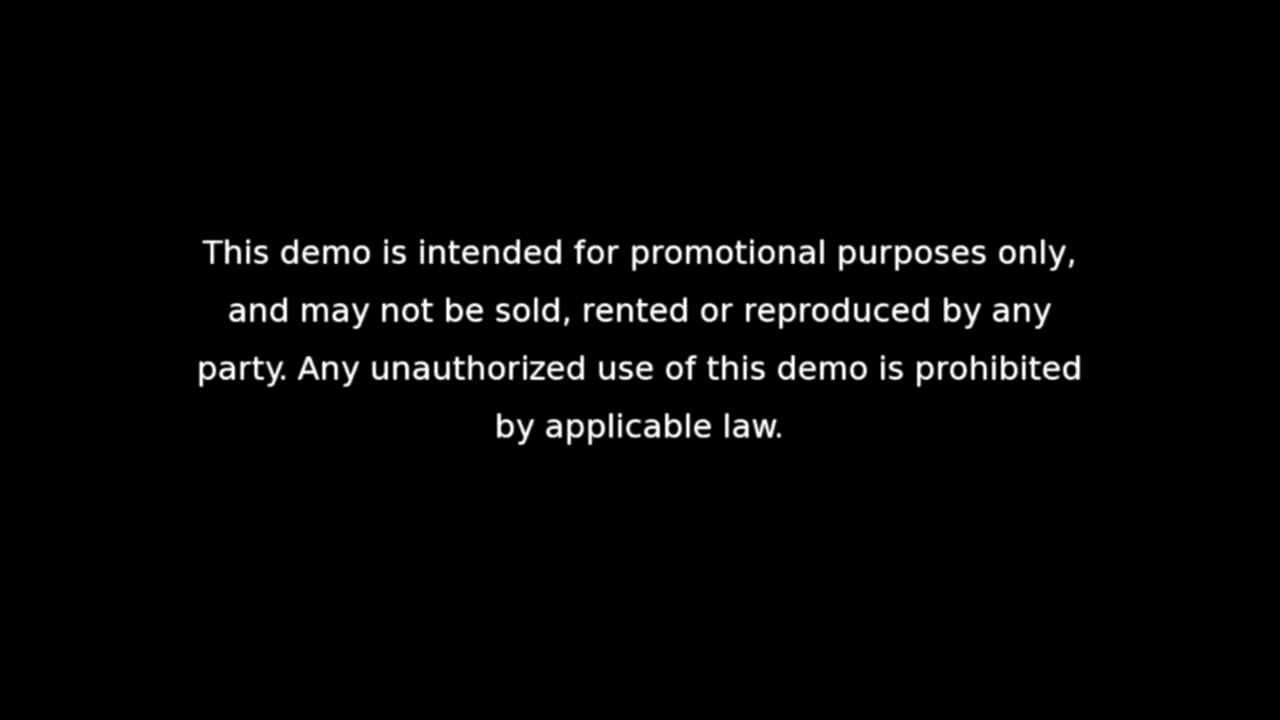 This demo is intended for promotional purposes only,
and may not be sold, rented or reproduced by any
party. Any unauthorized use of this demo is prohibited
by applicable law.